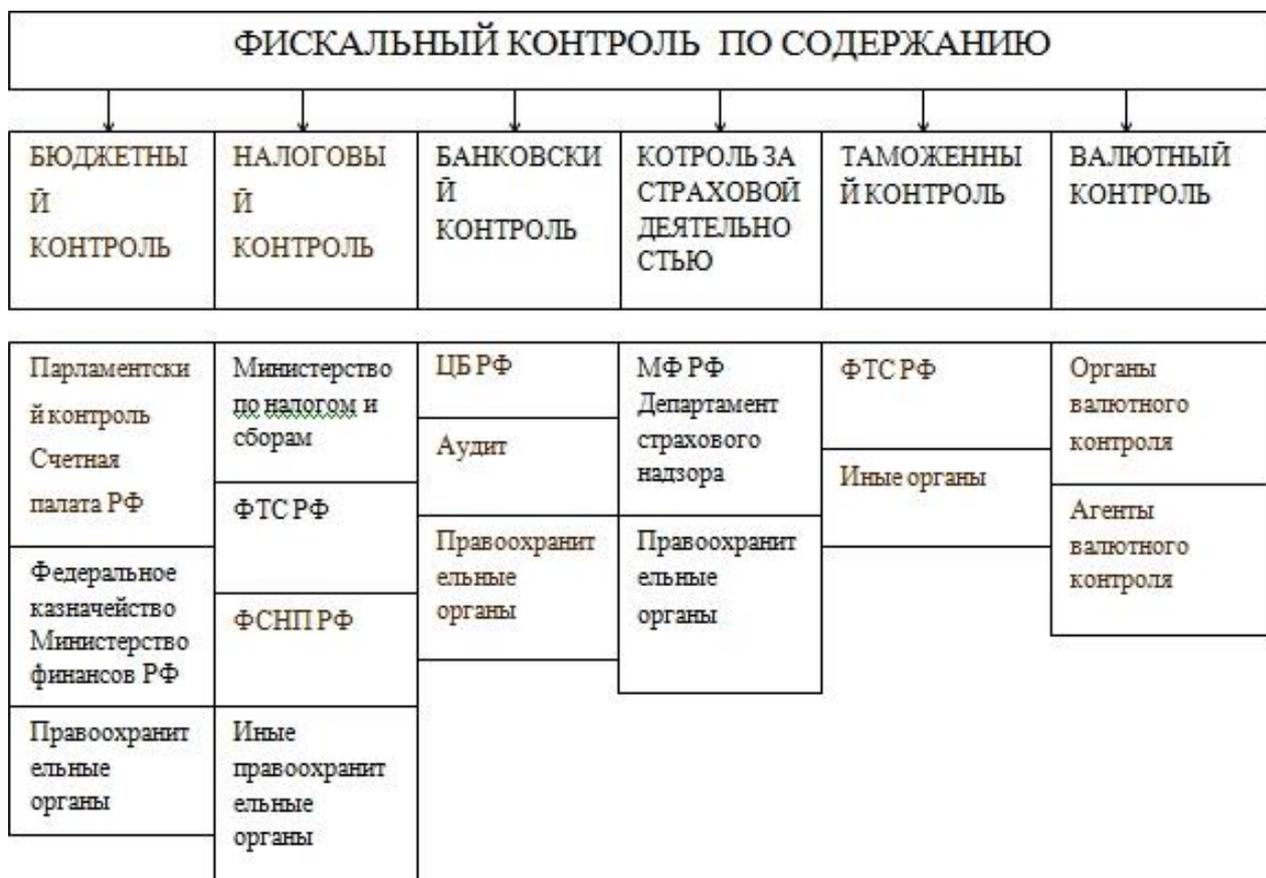 ФИСКАЛЬНЫЙ КОНТРОЛЬ ПО СОДЕРЖАНИЮ
БЮДЖЕТНЫ
Й
КОНТРОЛЬ
НАЛОГОВЫ
Й
КОНТРОЛЬ
БАНКОВСКИ
Й
КОНТРОЛЬ
КОТРОЛЬ ЗА
СТРАХОВОЙ
ДЕЯТЕЛЬНО
СТЬЮ
ТАМОЖЕНН
Й КОНТРОЛЬ
ВАЛЮТНЫЙ
КОНТРОЛЬ
Парламентски
й контроль
Счетная
палата РФ
Федеральное
казначейство
Министерство
финансов РФ
Правоохранит
ельные
органы
Министерство
по налогом и
сборам
ФТС РФ
ФСНП РФ
Иные
правоохранит
ельные
органы
ЦБ РФ
Аудит
Правоохранит
ельные
органы
МФ РФ
Департамент
страхового
надзора
Правоохранит
ельные
органы
ФТС РФ
Иные органы
Органы
валютного
контроля
Агенты
валютного
контроля